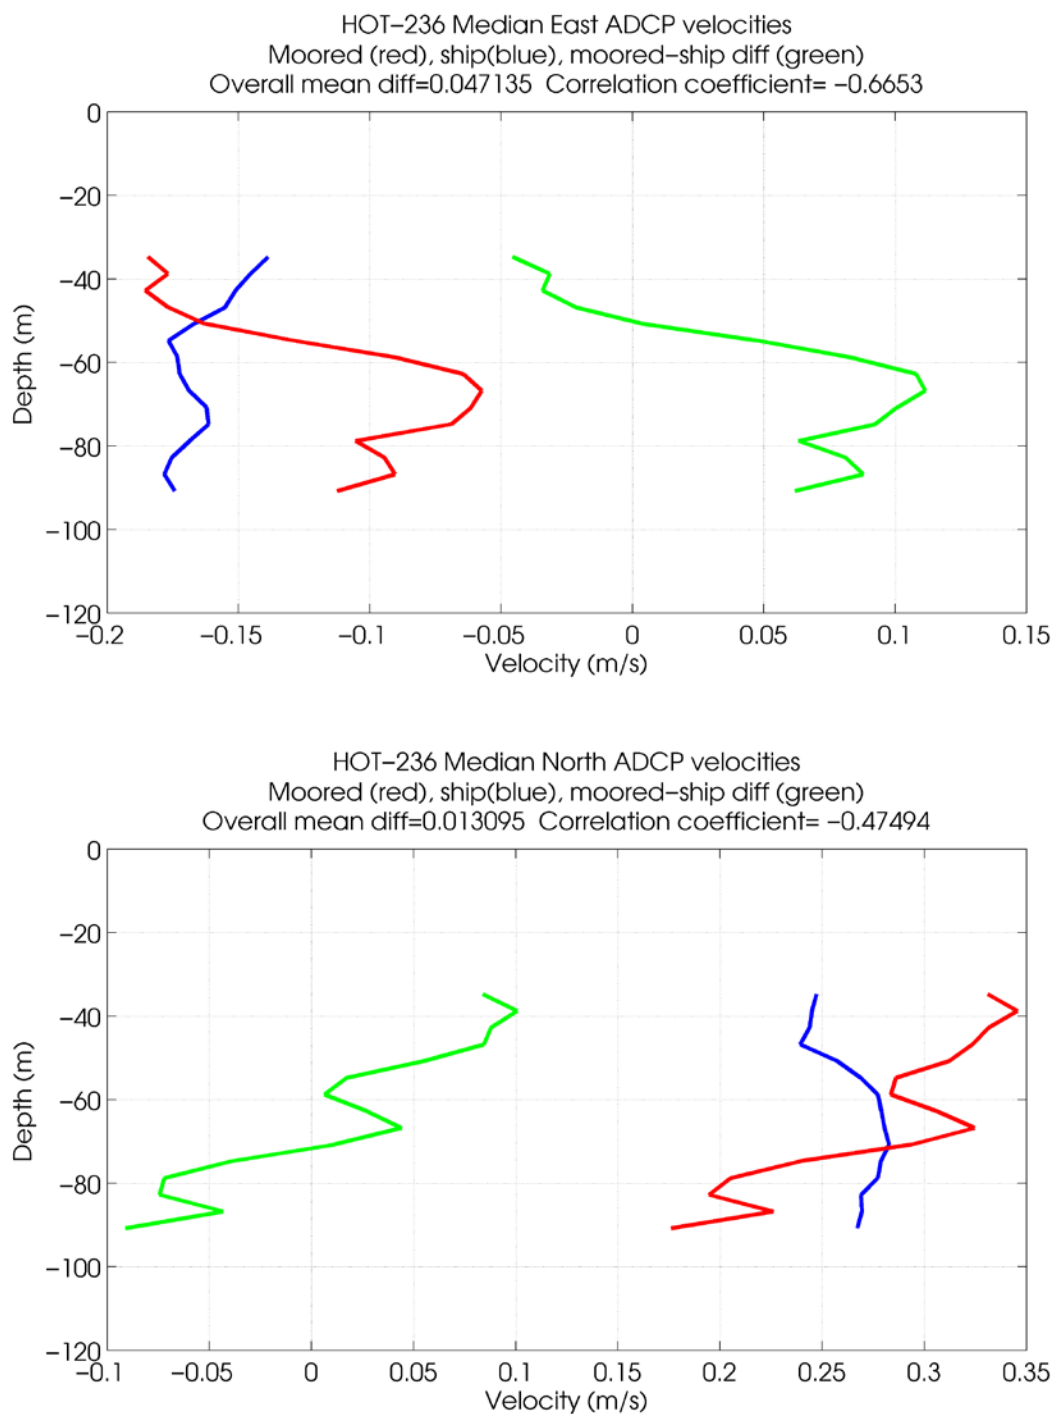 HOT-236 Median East ADCP velocities
Moored (red), ship(blue), moored-ship diff (green)
Overall mean diff=0.047135 Correlation coefficient= -0.6653
0
-20
-40
-60
-80
-100
-120
Depth (m)
-0.2 -0.15 -0.1 -0.05 0 0.05 0.1 0.15
Velocity (m/s)
HOT-236 Median North ADCP velocities
Moored (red), ship(blue), moored-ship diff (green)
Overall mean diff=0.013095 Correlation coefficient= -0.47494
0
-20
-40
-60
-80
-100
-120
Depth (m)
-0.1 -0.05 0 0.05 0.1 0.15 0.2 0.25 0.3 0.35
Velocity (m/s)